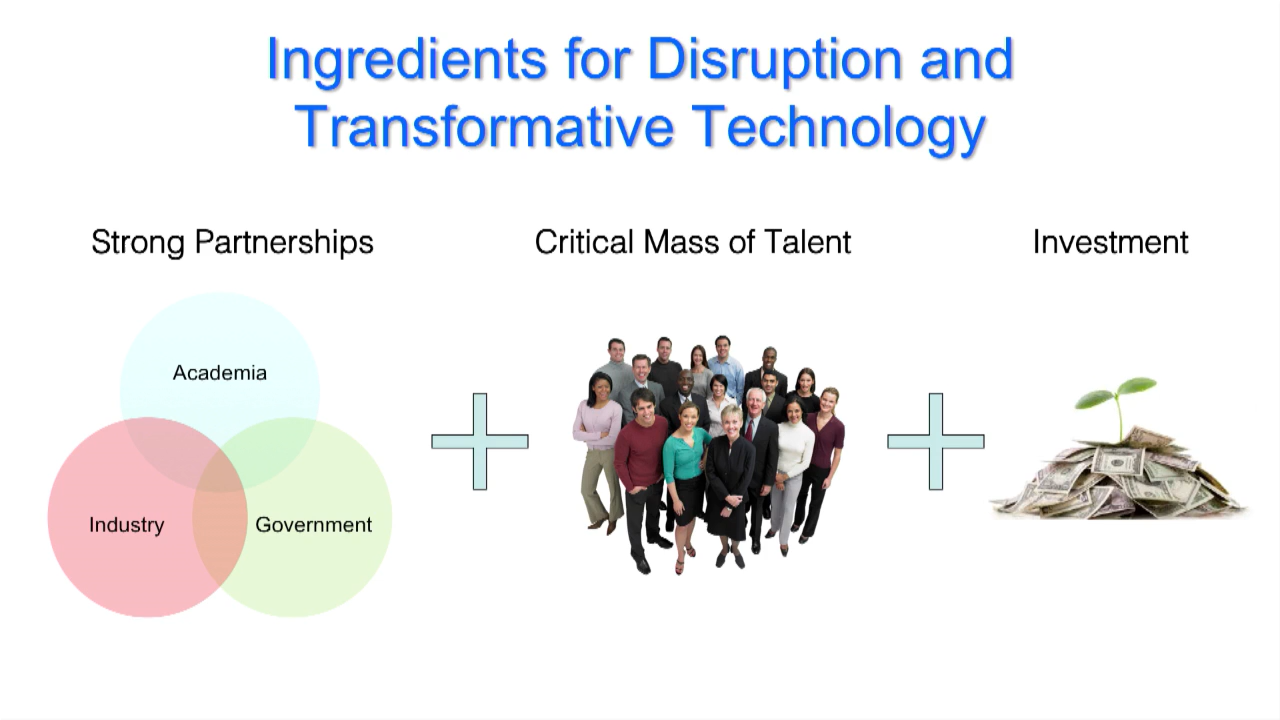 Ingredients for Disruption and
Transformative Technology
Strong Partnerships
Critical Mass of Talent
Investment
Academia
Industry
Government